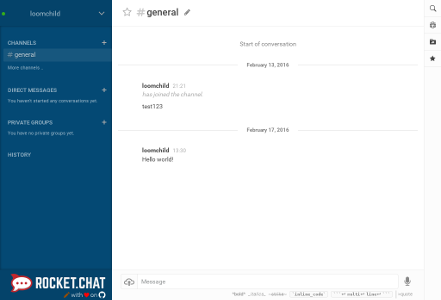 loomchild
CHANNELS +
# general
More channels...
DIRECT MESSAGES +
You haven't started any conversations yet
PRIVATE GROUPS +
You have no private groups yet
HISTORY
ROCKET.CHAT
with on
# general
Start of conversation
February 13, 2016
loomchild 21:21
has joined the channel.
test123
February 17, 2016
loomchild 13:00
Hello world!
Message
*bold* _italics_ ~strike~ `inline_code` ```multi line``` >quote